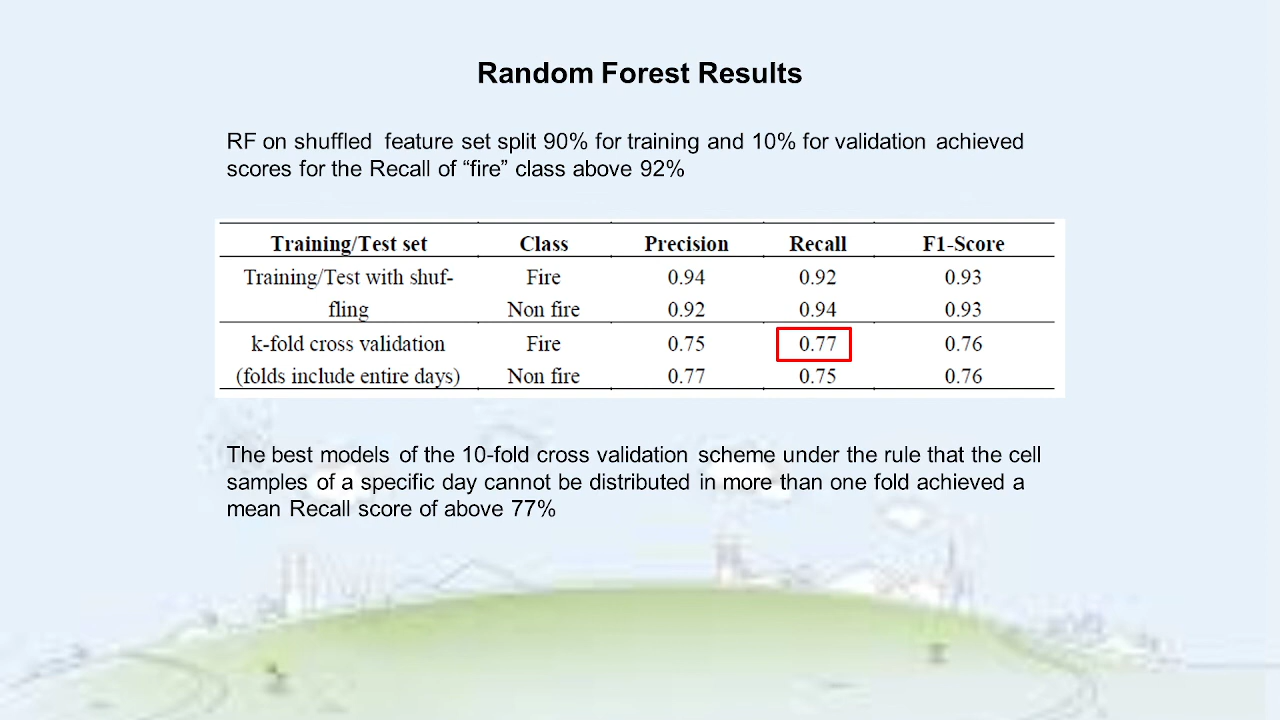 Random Forest Results
RF on shuffled feature set split 90% for training and 10% for validation achieved
scores for the Recall of “fire” class above 92%
Training/Test set Class Precision Recall F1-Score
Training/Test with shuf- Fire 0.94 0.92 0.93
fling Non fire 0.92 0.94 0.93
k-fold cross validation Fire 0.75 0.77 0.76
(folds include entire days) Non fire 0.77 0.75 0.76
The best models of the 10-fold cross validation scheme under the rule that the cell
samples of a specific day cannot be distributed in more than one fold achieved a
mean Recall score of above 77%